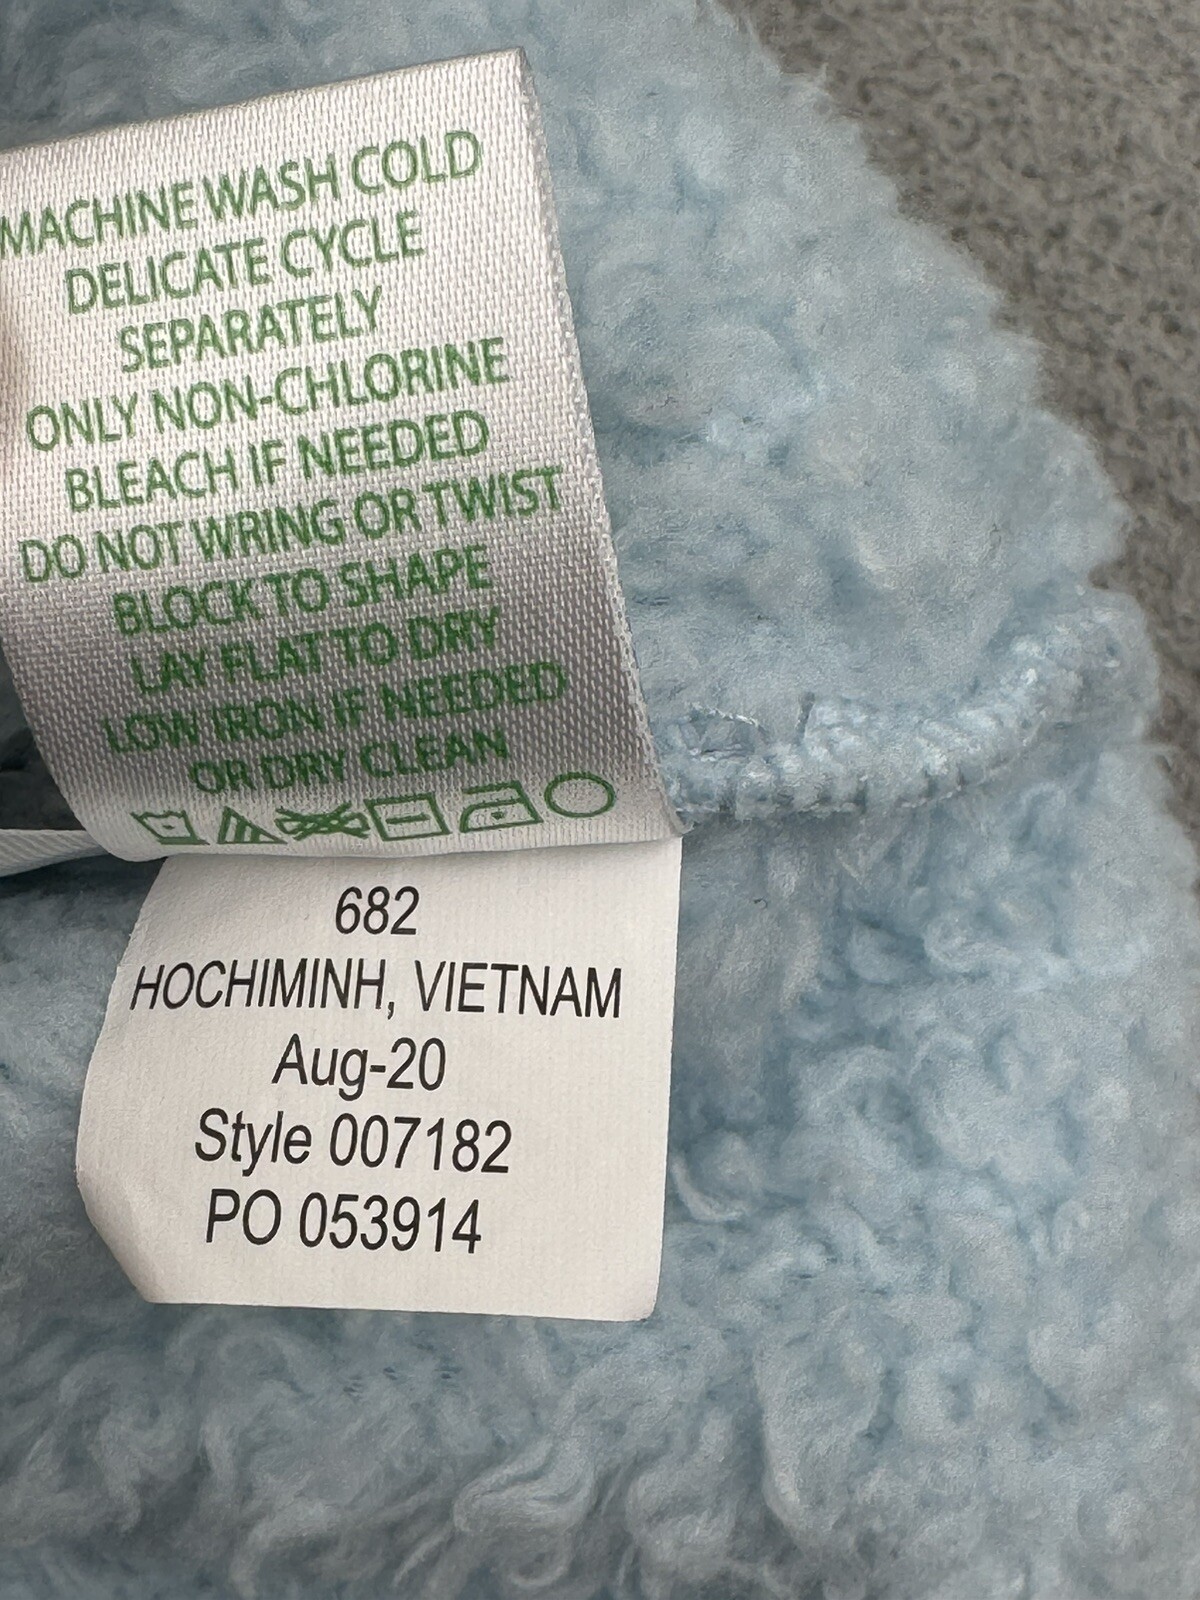 MACHINE WASH COLD
DELICATE CYCLE
SEPARATELY
ONLY NON-CHLORINE
BLEACH IF NEEDED
DO NOT WRING OR TWIST
BLOCK TO SHAPE
LAY FLAT TO DRY
LOW IRON IF NEEDED
OR DRY CLEAN
682
HOCHIMINH, VIETNAM
Aug-20
Style 007182
PO 053914